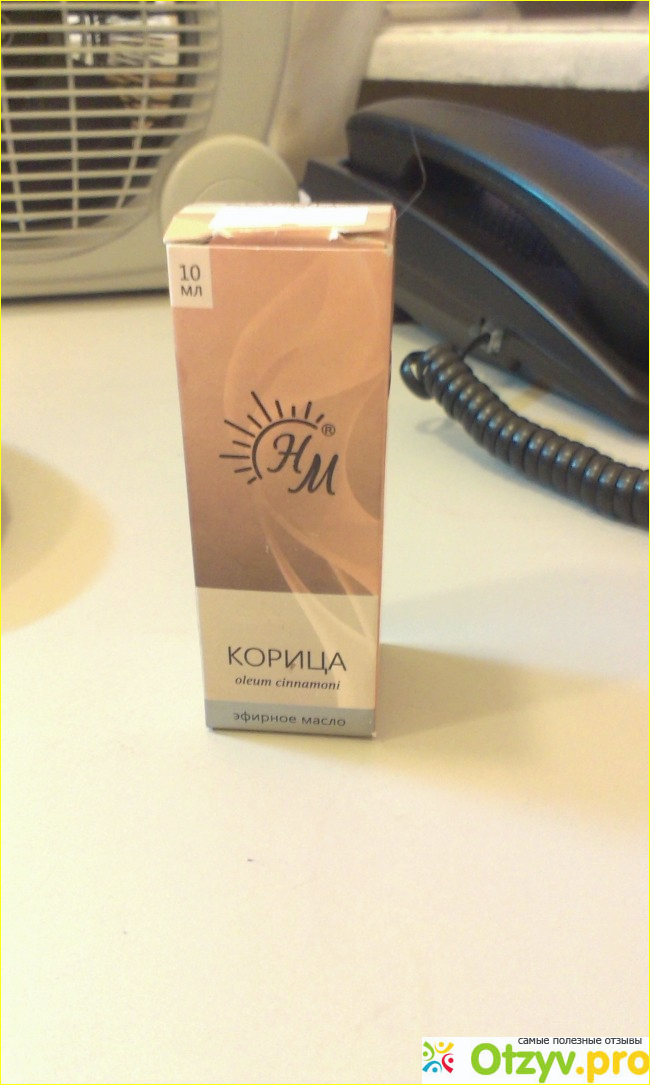 10
мл
НМ®
КОРИЦА
oleum cinnamoni
эфирное масло
самые полезные отзывы
Otzyv.pro